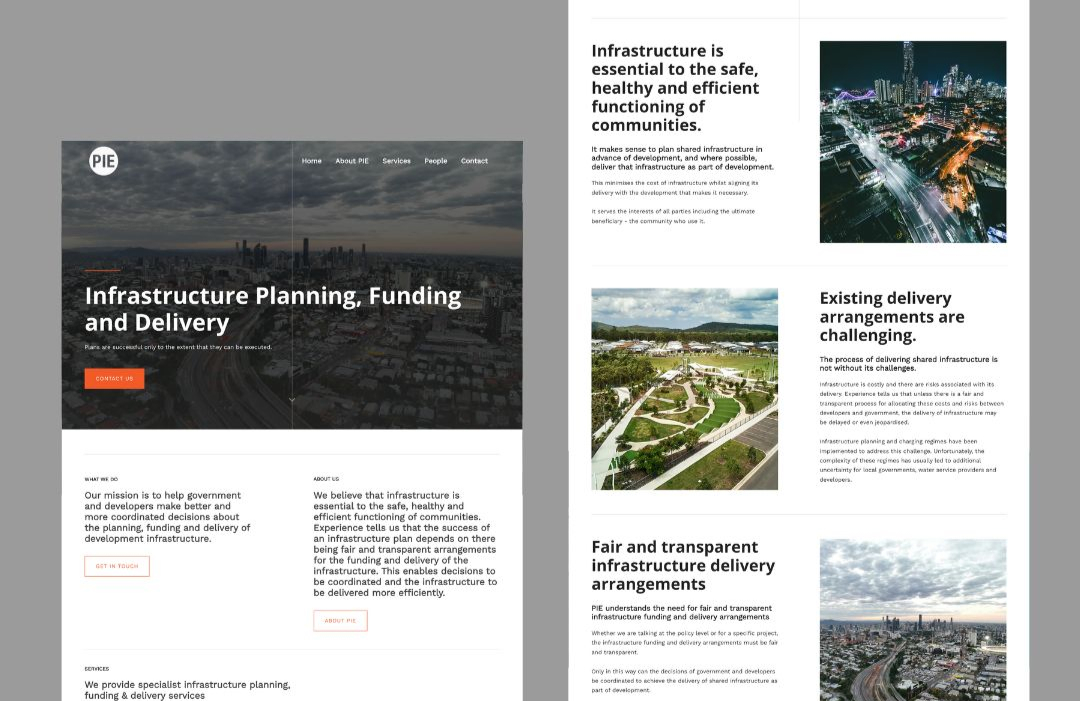 PIE
Home About PIE Services People Contact
Infrastructure Planning, Funding
and Delivery
Plans are successful only to the extent that they can be executed.
CONTACT US
WHAT WE DO
Our mission is to help government
and developers make better and
more coordinated decisions about
the planning, funding and delivery of
development infrastructure.
GET IN TOUCH
ABOUT US
We believe that infrastructure is
essential to the safe, healthy and
efficient functioning of communities.
Experience tells us that the success of
an infrastructure plan depends on there
being fair and transparent arrangements
for the funding and delivery of the
infrastructure. This enables decisions to
be coordinated and the infrastructure to
be delivered more efficiently.
ABOUT PIE
SERVICES
We provide specialist infrastructure planning,
funding & delivery services
Infrastructure is
essential to the safe,
healthy and efficient
functioning of
communities.
It makes sense to plan shared infrastructure in
advance of development, and where possible,
deliver that infrastructure as part of development.
This minimises the cost of infrastructure whilst aligning its
delivery with the development that makes it necessary.
It serves the interests of all parties including the ultimate
beneficiary - the community who use it.
Existing delivery
arrangements are
challenging.
The process of delivering shared infrastructure is
not without its challenges.
Infrastructure is costly and there are risks associated with its
delivery. Experience tells us that unless there is a fair and
transparent process for allocating these costs and risks between
developers and government, the delivery of infrastructure may
be delayed or even jeopardised.
Infrastructure planning and charging regimes have been
implemented to address this challenge. Unfortunately, the
complexity of these regimes has usually led to additional
uncertainty for local governments, water service providers and
developers.
Fair and transparent
infrastructure delivery
arrangements
PIE understands the need for fair and transparent
infrastructure funding and delivery arrangements
Whether we are talking at the policy level or for a specific project,
the infrastructure funding and delivery arrangements must be fair
and transparent.
Only in this way can the decisions of government and developers
be coordinated to achieve the delivery of shared infrastructure as
part of development.